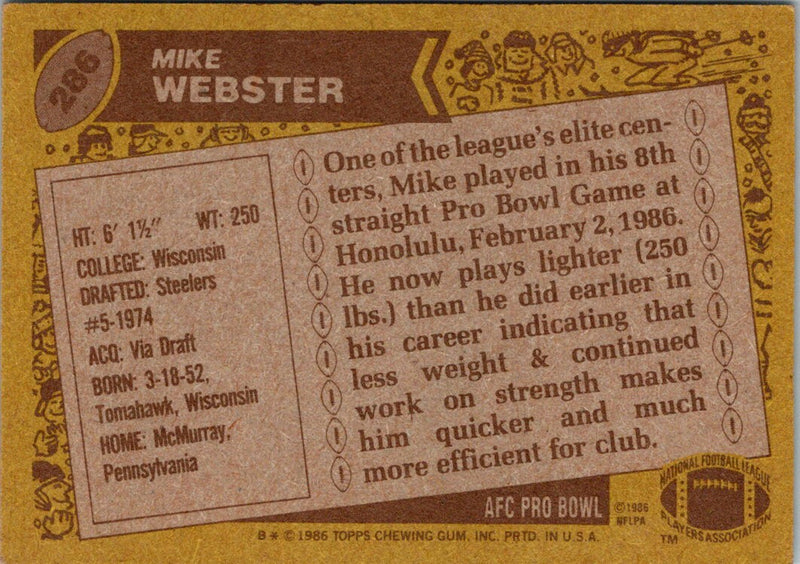 286
MIKE
WEBSTER
HT: 6' 1½" WT: 250
COLLEGE: Wisconsin
DRAFTED: Steelers
#5-1974
ACQ: Via Draft
BORN: 3-18-52,
Tomahawk, Wisconsin
HOME: McMurray,
Pennsylvania
One of the league's elite cen-
ters, Mike played in his 8th
straight Pro Bowl Game at
Honolulu, February 2, 1986.
He now plays lighter (250
lbs.) than he did earlier in
his career indicating that
less weight & continued
work on strength makes
him quicker and much
more efficient for club.
AFC PRO BOWL
©1986
NFLPA
NATIONAL FOOTBALL LEAGUE
PLAYERS ASSOCIATION
TM
B* © 1986 TOPPS CHEWING GUM, INC. PRTD. IN U.S.A.